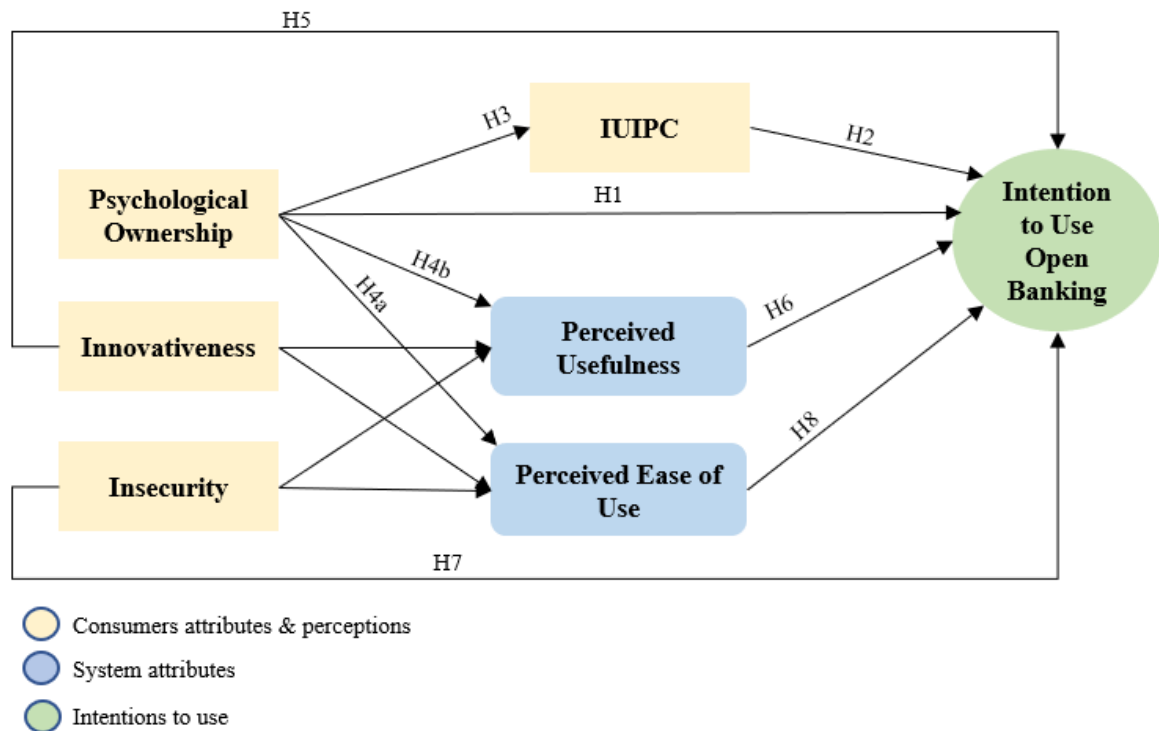 H5
H3
IUIPC
H2
Psychological
Ownership
H1
Intention
to Use
Open
Banking
H4b
H4a
H6
Innovativeness
Perceived
Usefulness
H8
Insecurity
Perceived Ease of
Use
H7
Consumers attributes & perceptions
System attributes
Intentions to use